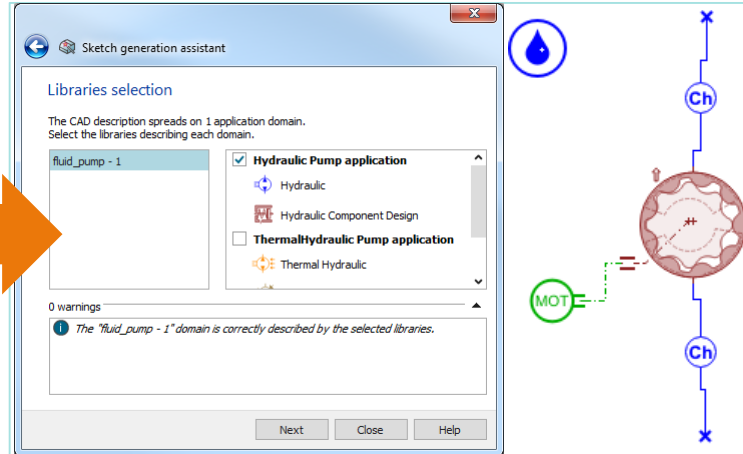 Sketch generation assistant
Libraries selection
The CAD description spreads on 1 application domain.
Select the libraries describing each domain.
fluid_pump - 1
Hydraulic Pump application
Hydraulic
Hydraulic Component Design
ThermalHydraulic Pump application
Thermal Hydraulic
0 warnings
The "fluid_pump - 1" domain is correctly described by the selected libraries.
Next Close Help
Ch
MOT
Ch